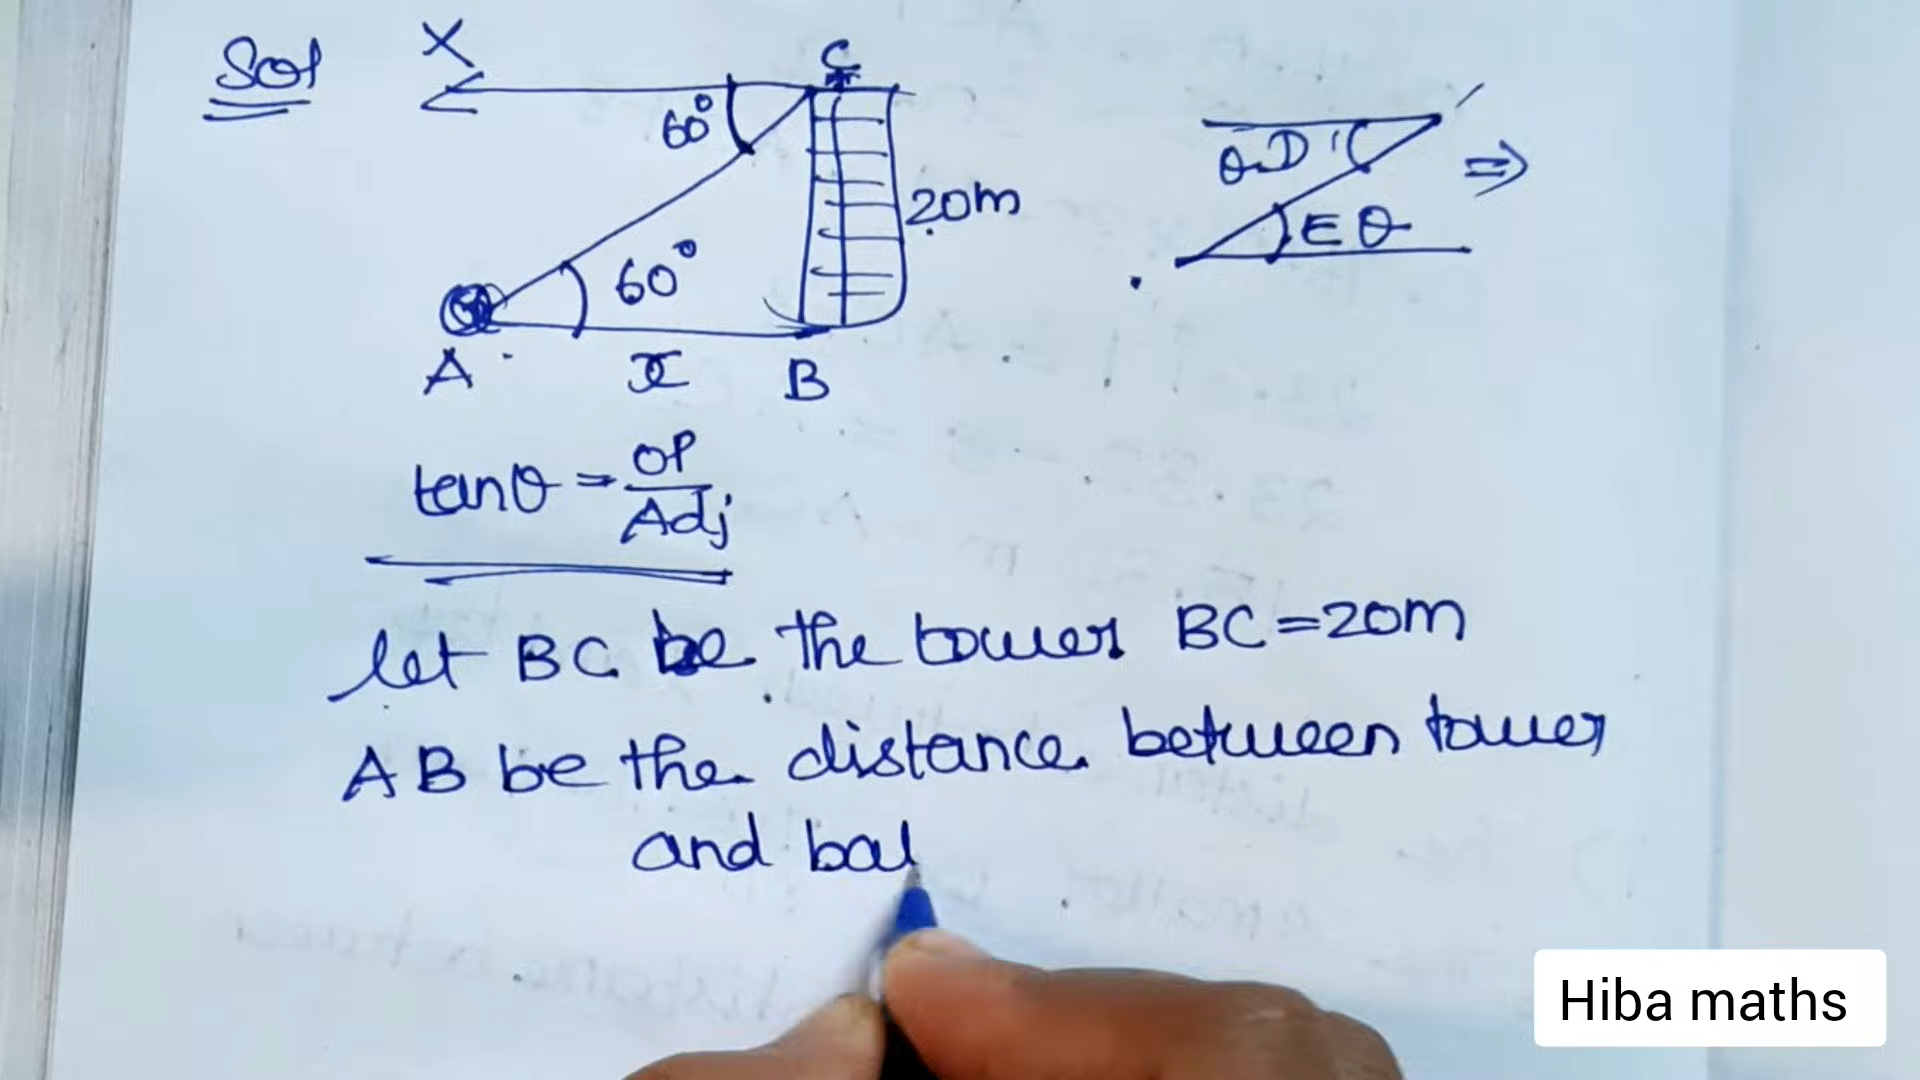 Sol
X
C
60°
20m
60°
A
x
B
θ D
E θ
⇒
tanθ = OP/Adj
let BC be the tower BC=20m
AB be the distance between tower
and bal
Hiba maths